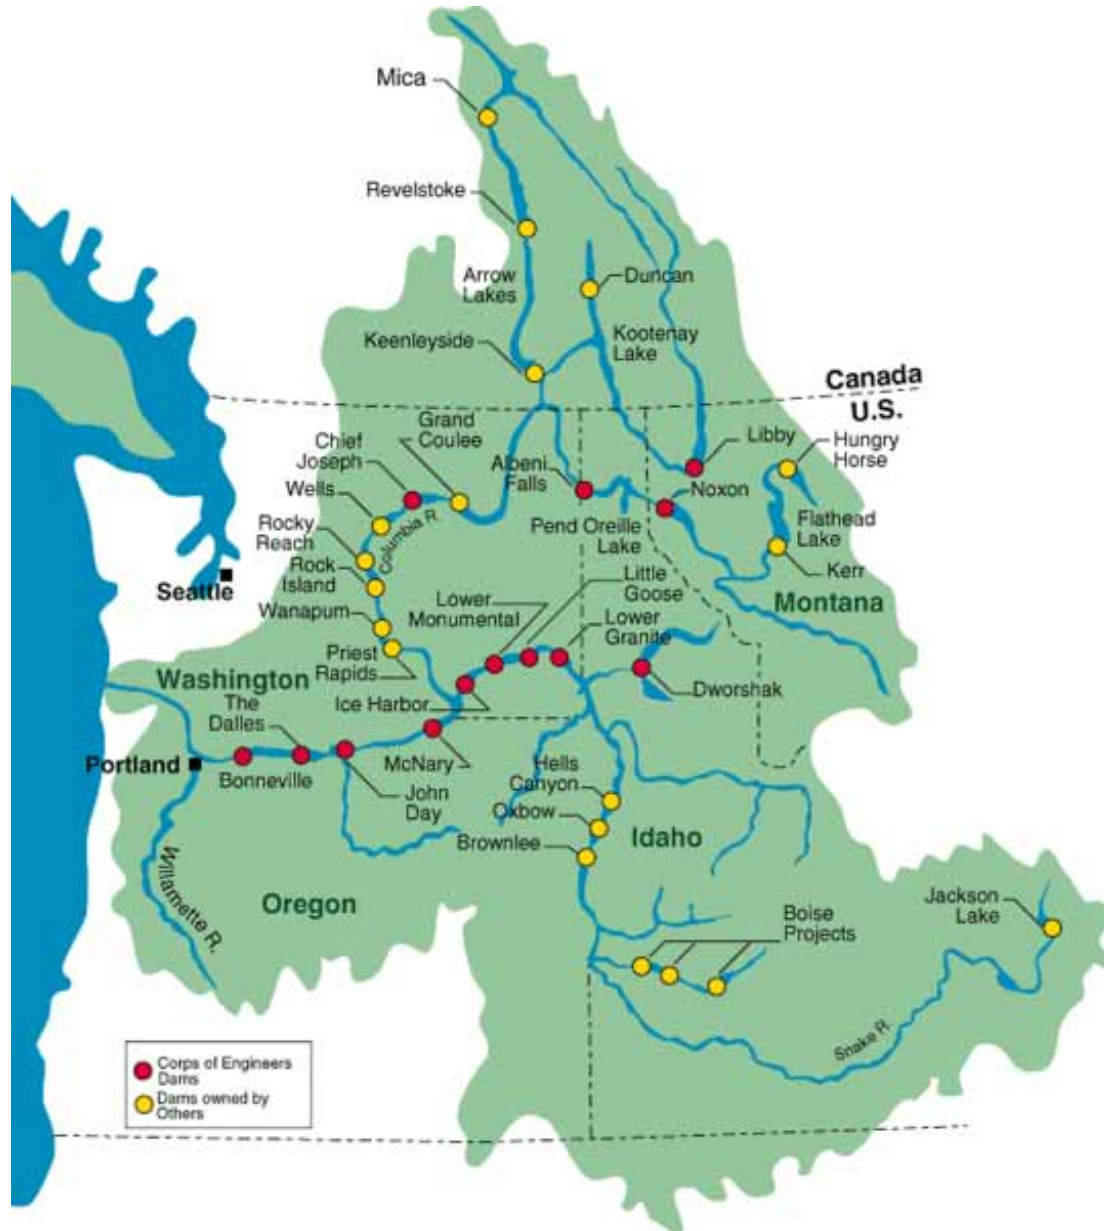 Mica
Revelstoke
Arrow
Lakes
Duncan
Keenleyside
Kootenay
Lake
Canada
U.S.
Grand
Coulee
Chief
Joseph
Libby
Hungry
Horse
Albeni
Falls
Wells
Noxon
Columbia R.
Rocky
Reach
Pend Oreille
Lake
Flathead
Lake
Rock
Island
Little
Goose
Kerr
Seattle
Lower
Monumental
Montana
Wanapum
Lower
Granite
Priest
Rapids
Washington
Ice Harbor
Dworshak
The
Dalles
Portland
Bonneville
McNary
Hells
Canyon
John
Day
Oxbow
Idaho
Brownlee
Willamette R.
Oregon
Boise
Projects
Jackson
Lake
Snake R.
Corps of Engineers
Dams
Dams owned by
Others